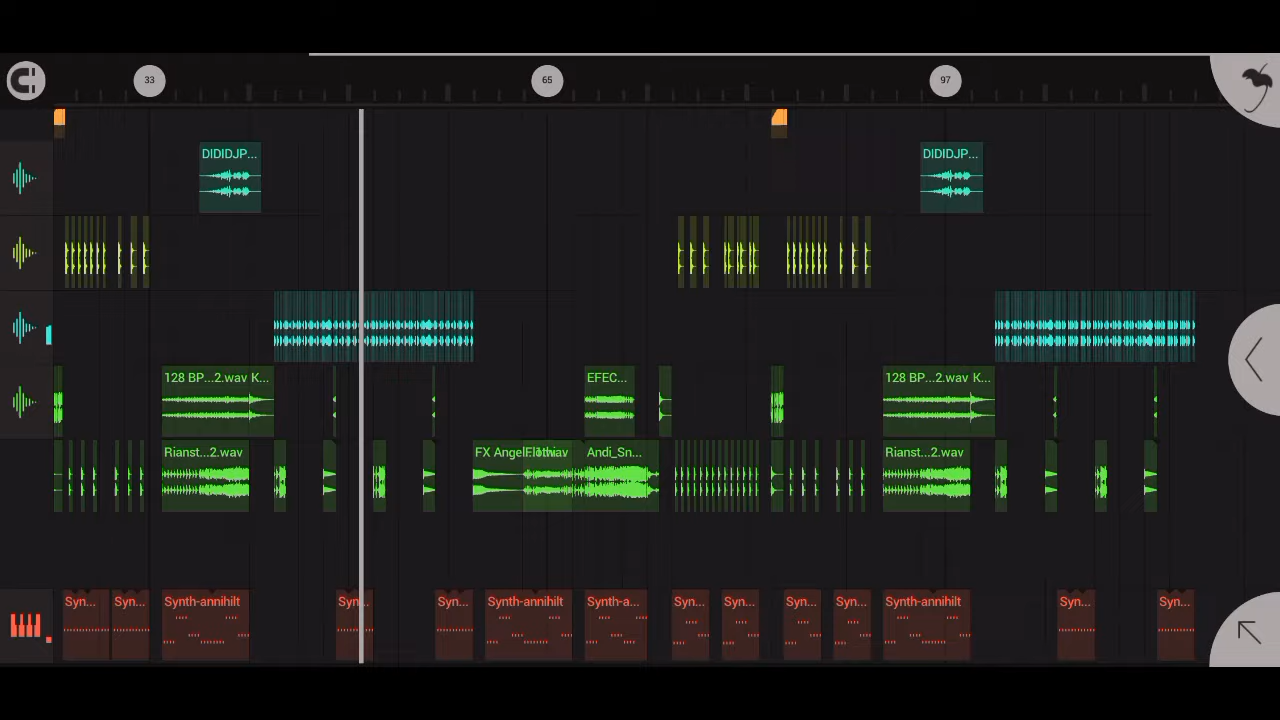 33 65 97
DIDIDJP... DIDIDJP...
128 BP...2.wav K... EFEC... 128 BP...2.wav K...
Rianst...2.wav FX Angel Andi_Sn... Rianst...2.wav
Syn... Syn... Synth-annihilt Syn... Syn... Synth-annihilt Synth-a... Syn... Syn... Syn... Syn... Synth-annihilt Syn... Syn...